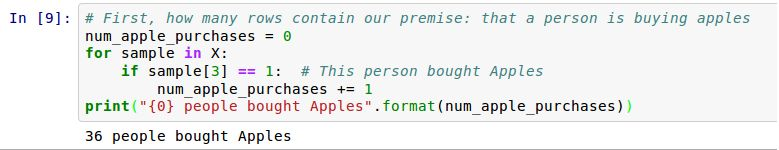 In [9]: # First, how many rows contain our premise: that a person is buying apples
num_apple_purchases = 0
for sample in X:
    if sample[3] == 1:  # This person bought Apples
        num_apple_purchases += 1
print("{0} people bought Apples".format(num_apple_purchases))
36 people bought Apples